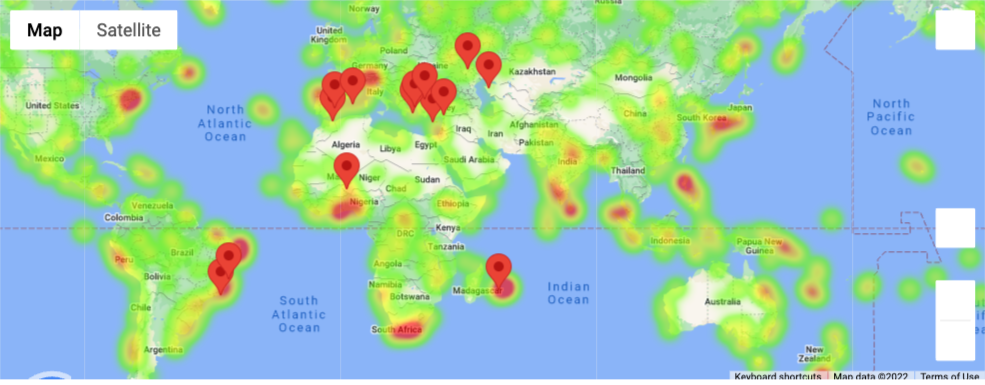 Map
Satellite
Norway
Russia
United
Kingdom
Poland
Germany
Italy
Kazakhstan
Mongolia
United States
North
Atlantic
Ocean
China
Japan
South Korea
North
Pacific
Ocean
Mexico
Algeria
Libya
Egypt
Iraq
Iran
Afghanistan
Pakistan
Saudi Arabia
India
Thailand
Niger
Chad
Sudan
Nigeria
Ethiopia
Venezuela
Colombia
DRC
Kenya
Tanzania
Indonesia
Papua New
Guinea
Peru
Brazil
Bolivia
Angola
Namibia
Botswana
Madagascar
Indian
Ocean
Australia
South
Atlantic
Ocean
Chile
Argentina
South Africa
New
Zealand
Keyboard shortcuts
Map data ©2022
Terms of Use